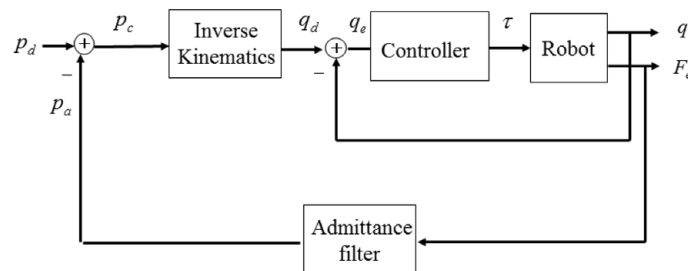 p_d
+
−
p_c
p_a
Inverse
Kinematics
q_d
+
−
q_e
Controller
τ
Robot
q
F
Admittance
filter